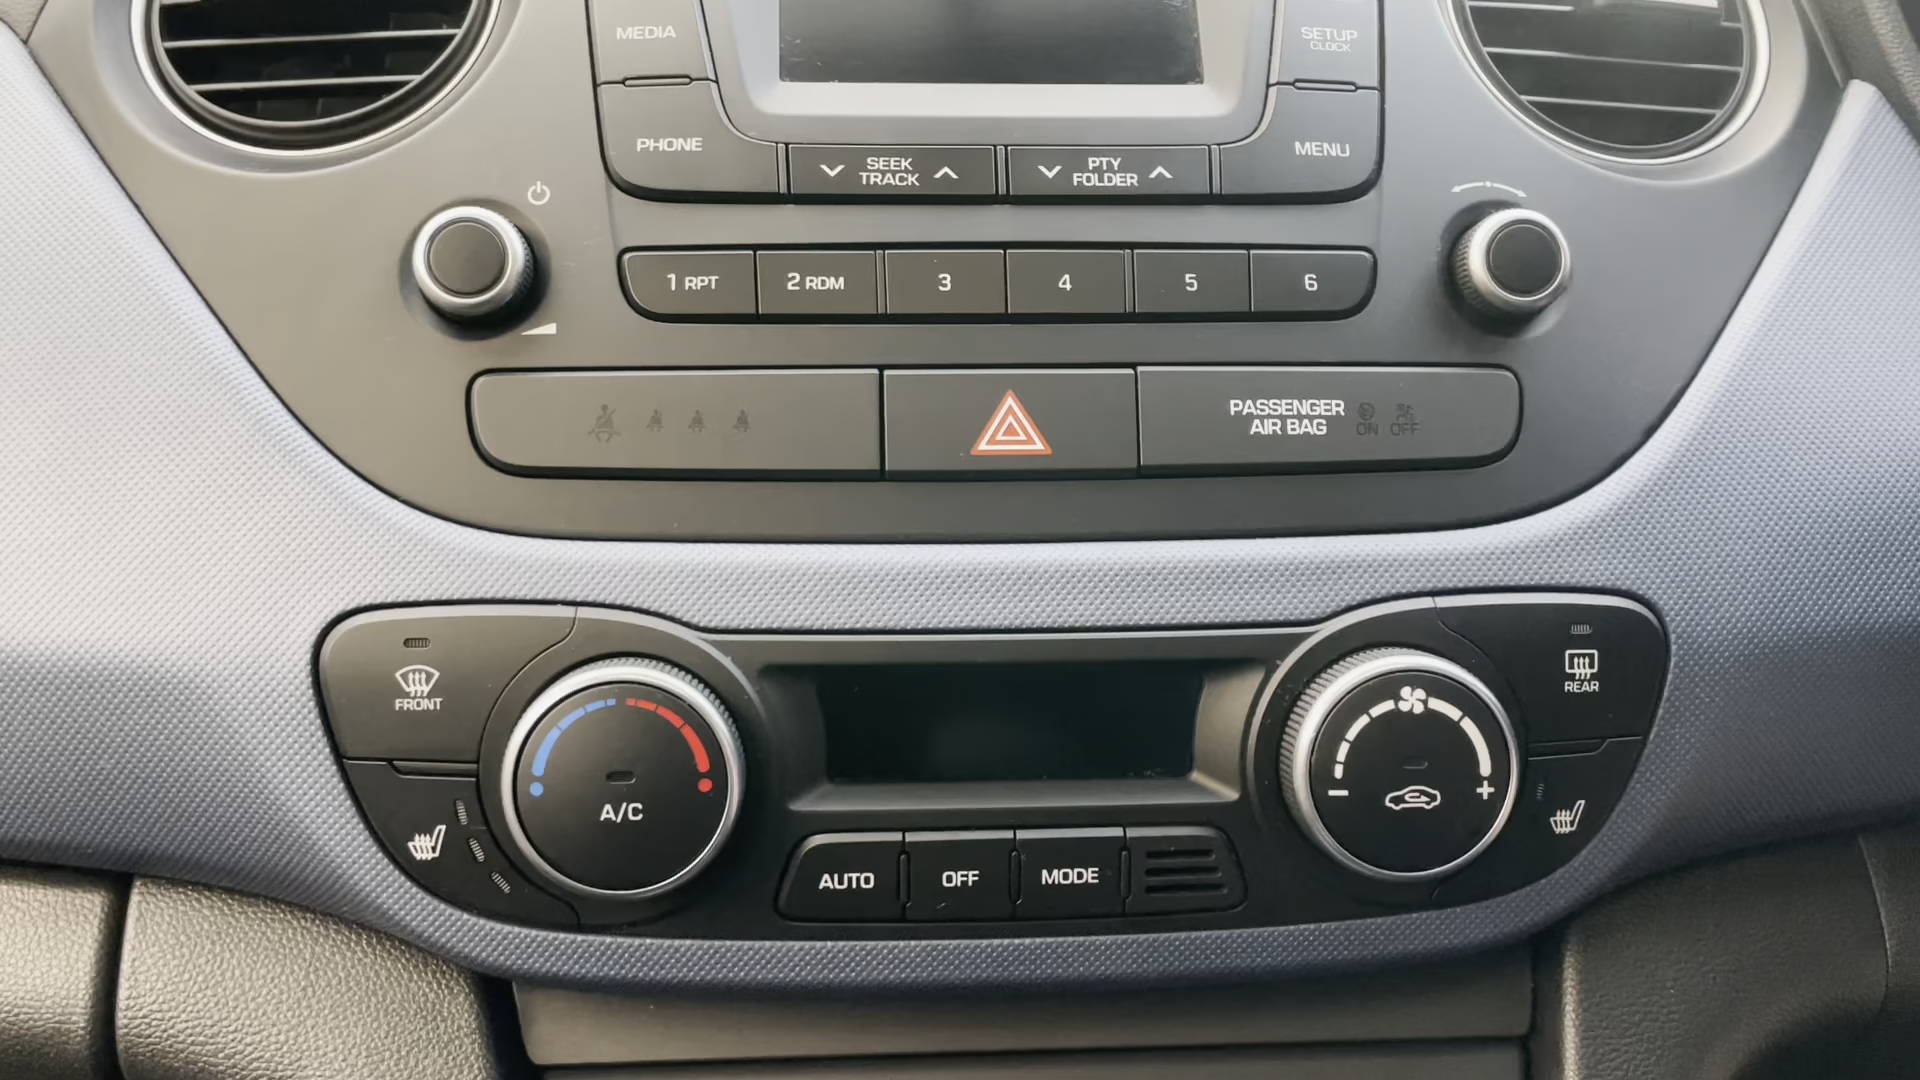 MEDIA
SETUP
CLOCK
PHONE
SEEK
TRACK
PTY
FOLDER
MENU
1 RPT
2 RDM
3
4
5
6
PASSENGER
AIR BAG
ON
OFF
FRONT
REAR
A/C
- +
AUTO
OFF
MODE